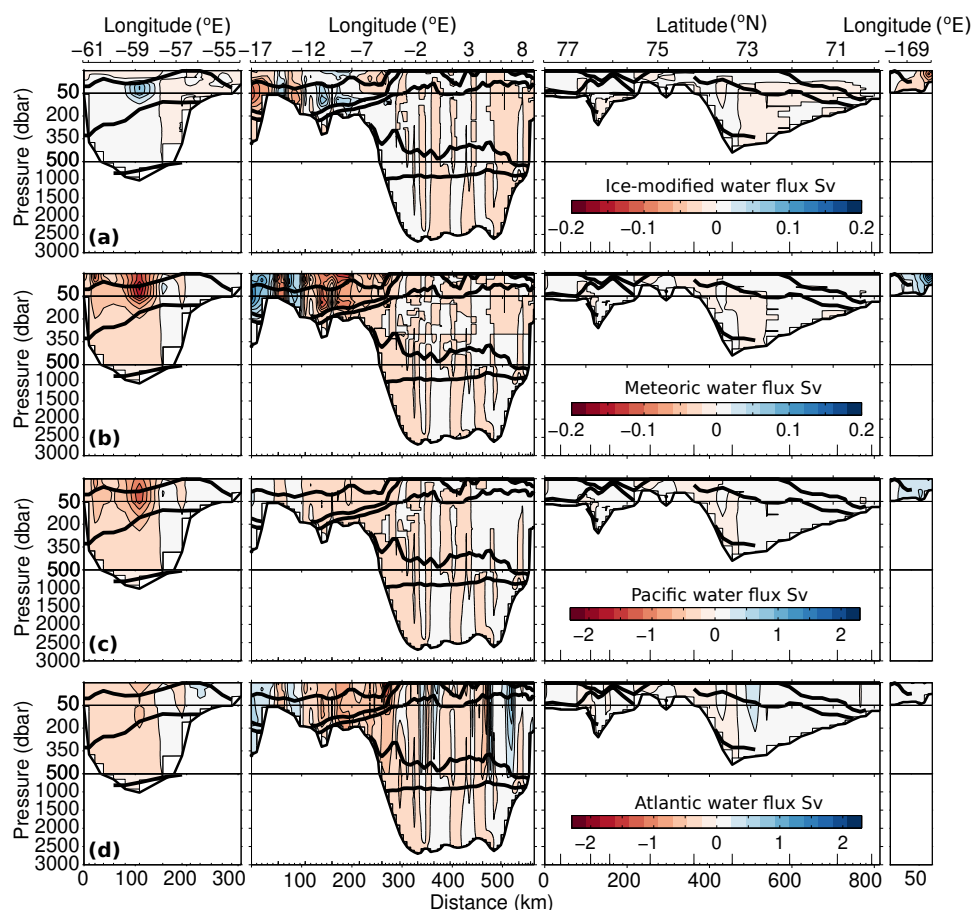 Longitude (°E) Longitude (°E) Latitude (°N) Longitude (°E)
−61 −59 −57 −55 −17 −12 −7 −2 3 8 77 75 73 71 −169
Pressure (dbar)
50
200
350
500
1000
1500
2000
2500
3000
(a)
Ice-modified water flux Sv
−0.2 −0.1 0 0.1 0.2
Pressure (dbar)
50
200
350
500
1000
1500
2000
2500
3000
(b)
Meteoric water flux Sv
−0.2 −0.1 0 0.1 0.2
Pressure (dbar)
50
200
350
500
1000
1500
2000
2500
3000
(c)
Pacific water flux Sv
−2 −1 0 1 2
Pressure (dbar)
50
200
350
500
1000
1500
2000
2500
3000
(d)
Atlantic water flux Sv
−2 −1 0 1 2
0 100 200 300 100 200 300 400 500 0 100 200 300 400 500 600 700 800 50
Distance (km)